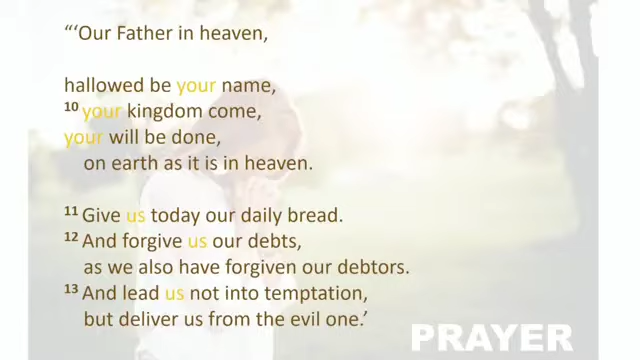 “‘Our Father in heaven,
hallowed be your name,
10 your kingdom come,
your will be done,
on earth as it is in heaven.
11 Give us today our daily bread.
12 And forgive us our debts,
as we also have forgiven our debtors.
13 And lead us not into temptation,
but deliver us from the evil one.’
PRAYER